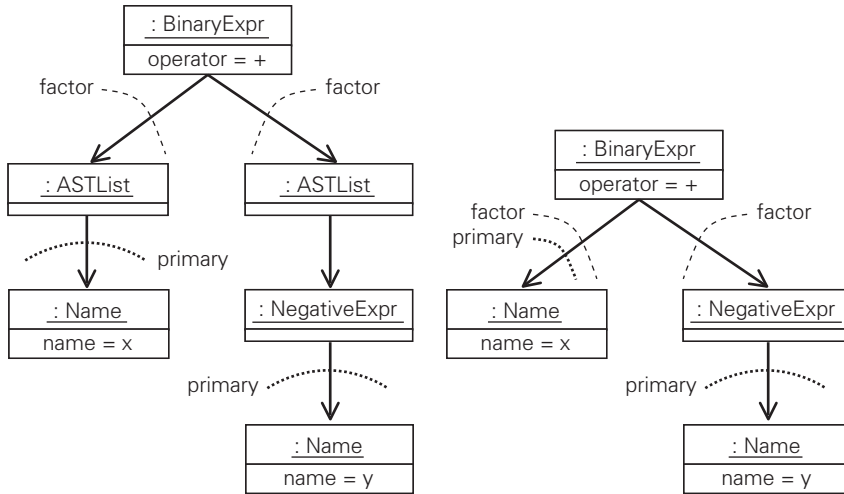 : BinaryExpr
operator = +
factor
factor
: ASTList
: ASTList
primary
: Name
name = x
: NegativeExpr
primary
: Name
name = y
: BinaryExpr
operator = +
factor
primary
factor
: Name
name = x
: NegativeExpr
primary
: Name
name = y